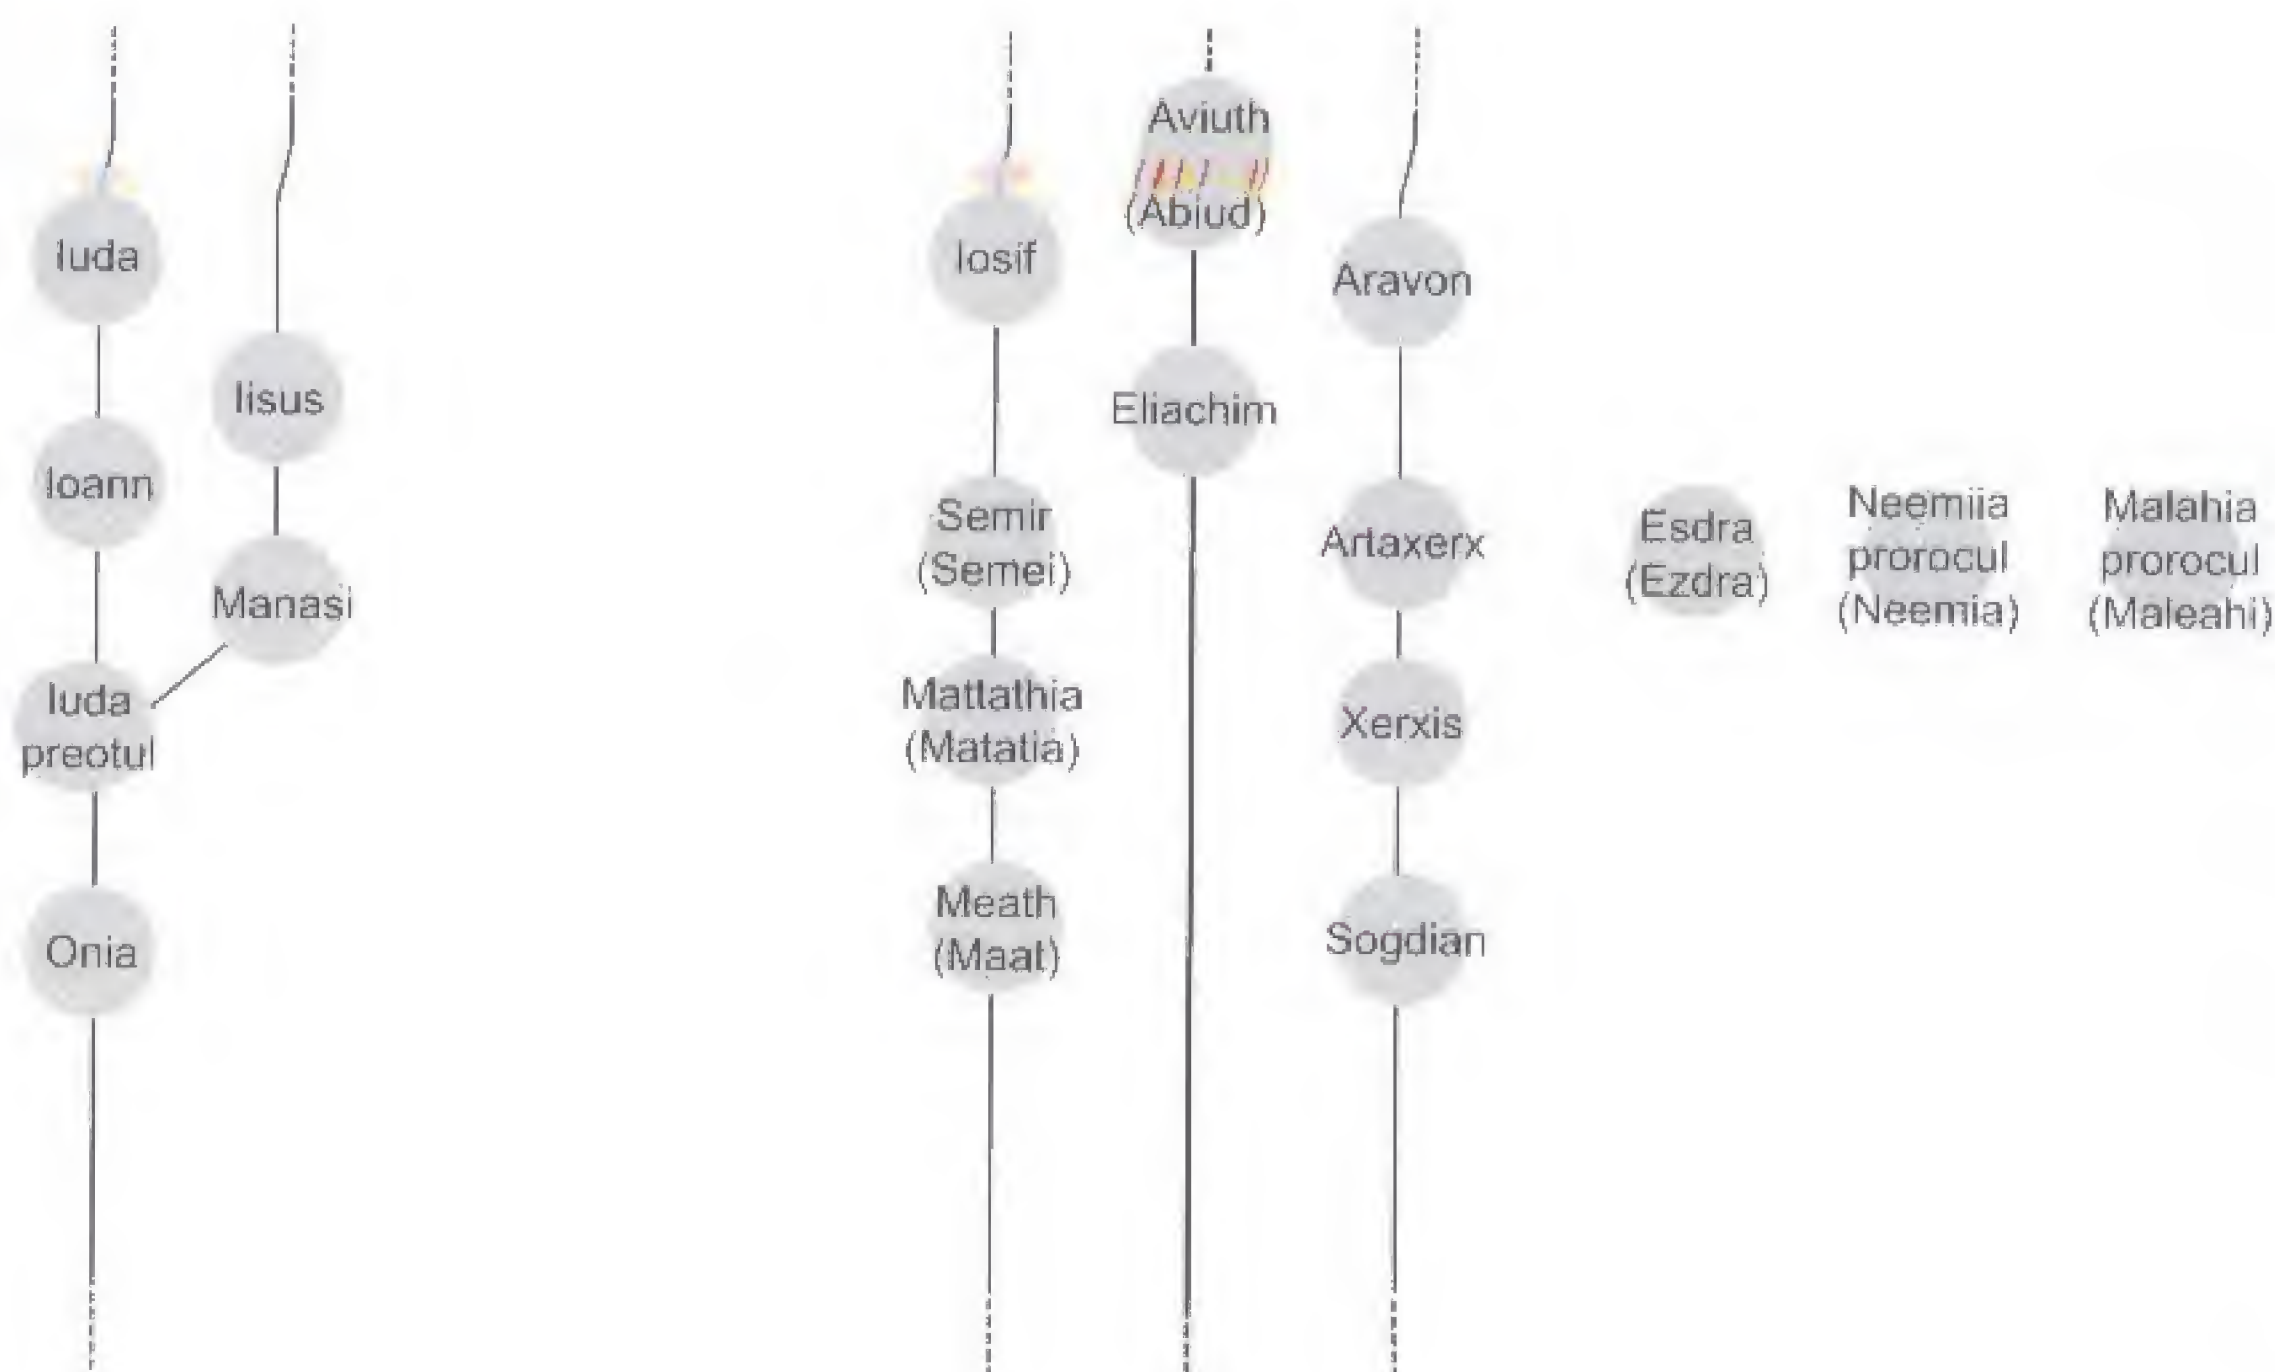 Iuda
Ioann
Iuda
preotul
Onia
Iisus
Manasi
Iosif
Semir
(Semei)
Mattathia
(Matatia)
Meath
(Maat)
Aviuth
(Abiud)
Eliachim
Aravon
Artaxerx
Xerxis
Sogdian
Esdra
(Ezdra)
Neemiia
prorocul
(Neemia)
Malahia
prorocul
(Maleahi)